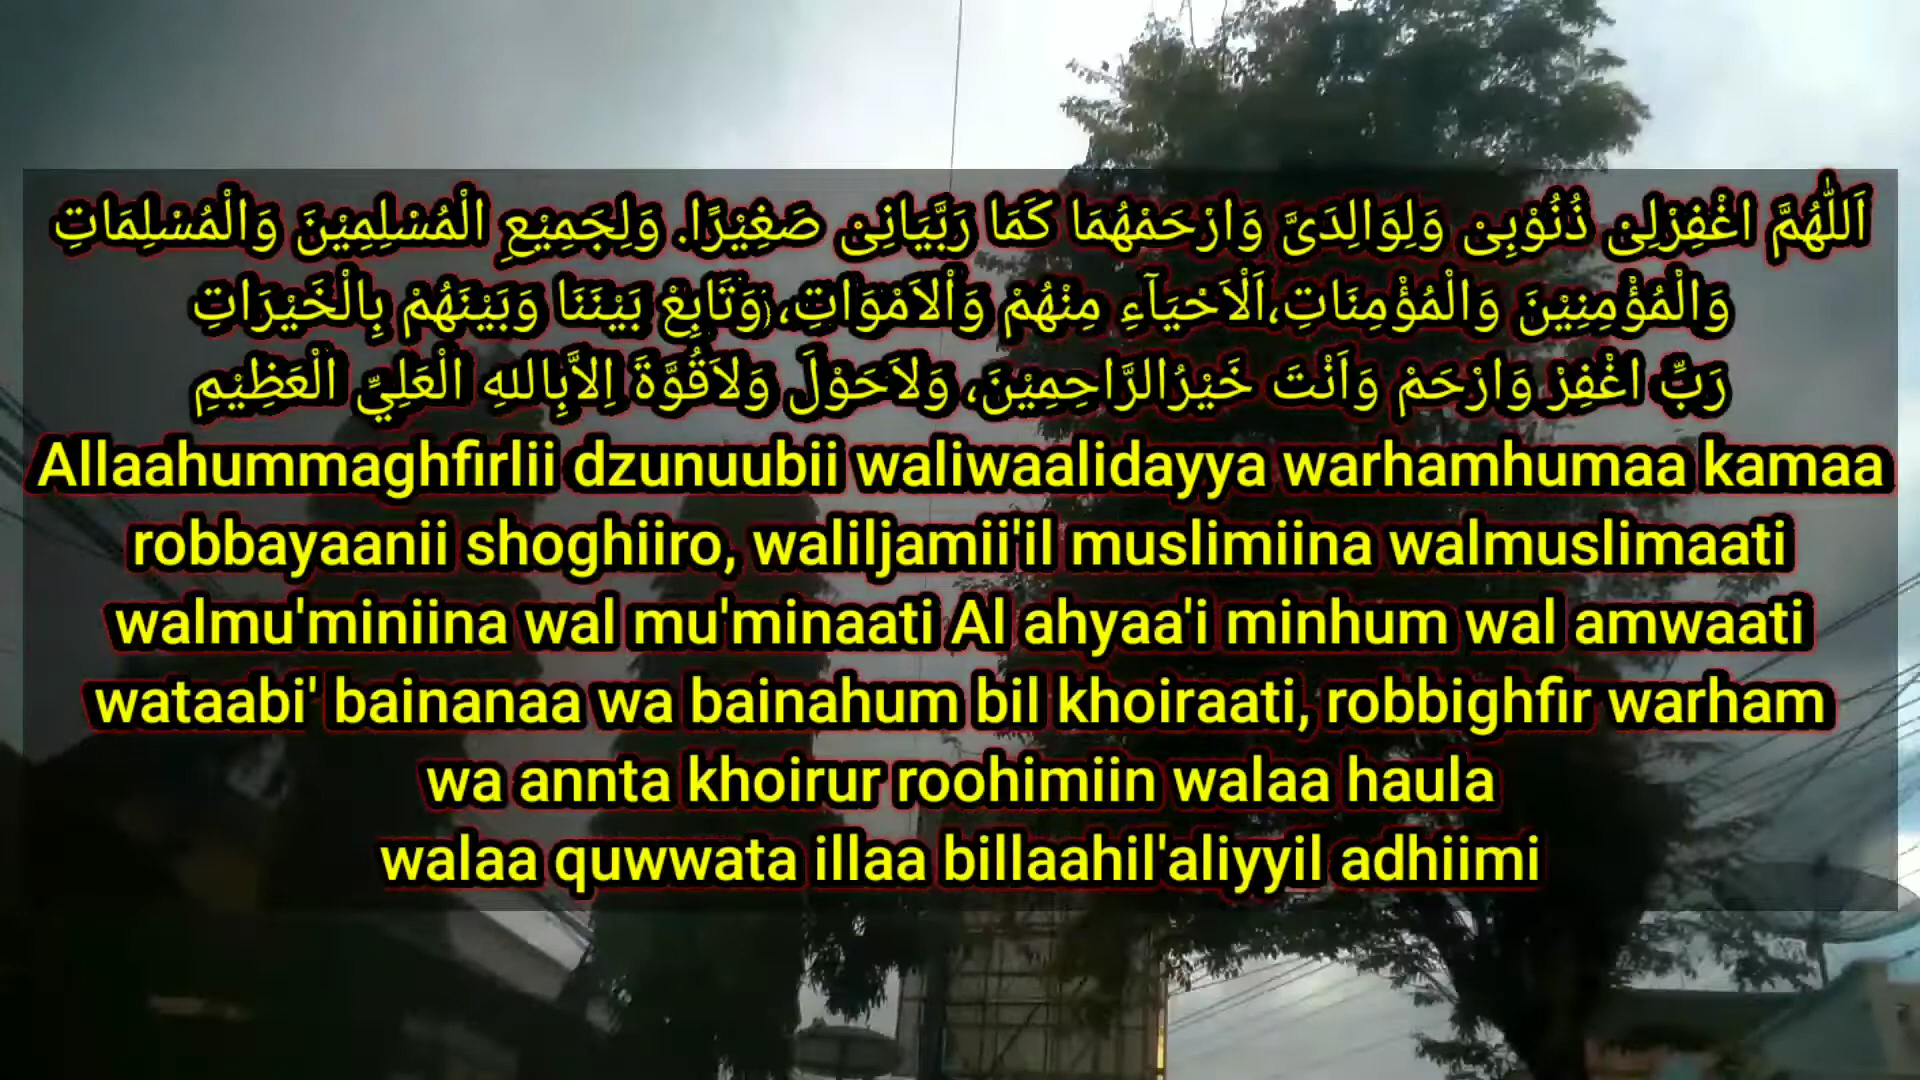 اَللّٰهُمَّ اغْفِرْلِىْ ذُنُوْبِىْ وَلِوَالِدَىَّ وَارْحَمْهُمَا كَمَا رَبَّيَانِىْ صَغِيْرًا. وَلِجَمِيْعِ الْمُسْلِمِيْنَ وَالْمُسْلِمَاتِ
وَالْمُؤْمِنِيْنَ وَالْمُؤْمِنَاتِ،اَلْاَحْيَآءِ مِنْهُمْ وَاْلاَمْوَاتِ،﴿وَتَابِعْ بَيْنَنَا وَبَيْنَهُمْ بِالْخَيْرَاتِ
رَبِّ اغْفِرْ وَارْحَمْ وَاَنْتَ خَيْرُالرَّاحِمِيْنَ، وَلاَحَوْلَ وَلاَقُوَّةَ اِلاَّبِاللهِ الْعَلِيِّ الْعَظِيْمِ
Allaahummaghfirlii dzunuubii waliwaalidayya warhamhumaa kamaa
robbayaanii shoghiiro, waliljamii'il muslimiina walmuslimaati
walmu'miniina wal mu'minaati Al ahyaa'i minhum wal amwaati
wataabi' bainanaa wa bainahum bil khoiraati, robbighfir warham
wa annta khoirur roohimiin walaa haula
walaa quwwata illaa billaahil'aliyyil adhiimi